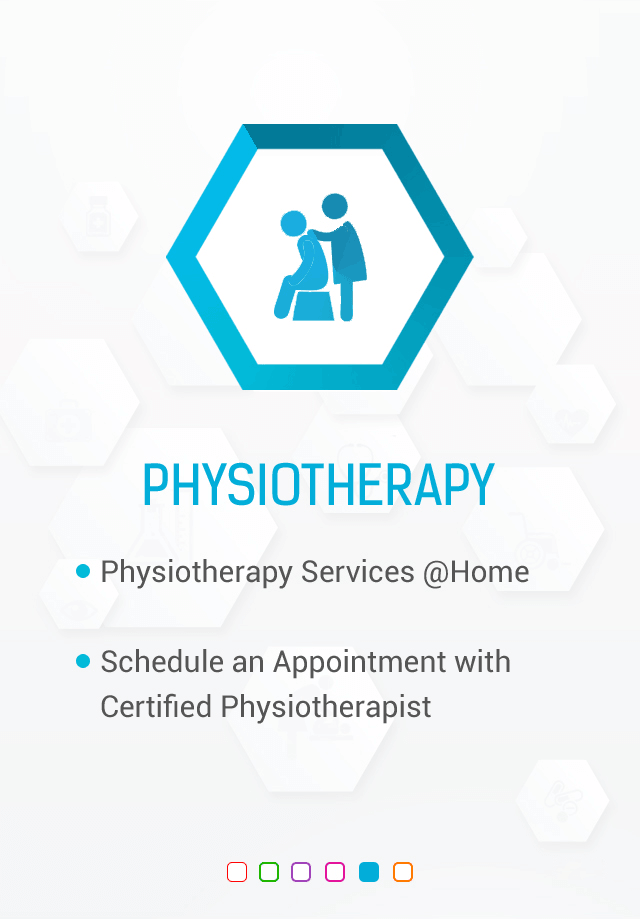 PHYSIOTHERAPY
Physiotherapy Services @Home
Schedule an Appointment with
Certified Physiotherapist